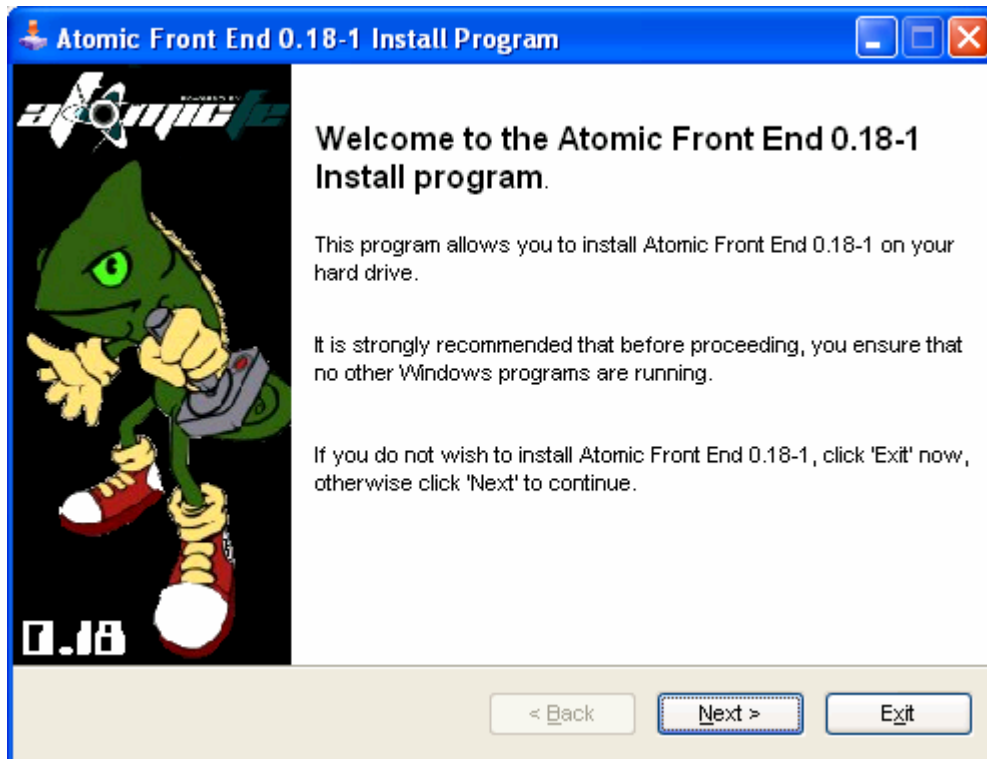 Atomic Front End 0.18-1 Install Program
POWERED BY
atomicfe
Welcome to the Atomic Front End 0.18-1
Install program.
This program allows you to install Atomic Front End 0.18-1 on your
hard drive.
It is strongly recommended that before proceeding, you ensure that
no other Windows programs are running.
If you do not wish to install Atomic Front End 0.18-1, click 'Exit' now,
otherwise click 'Next' to continue.
0.18
< Back
Next >
Exit